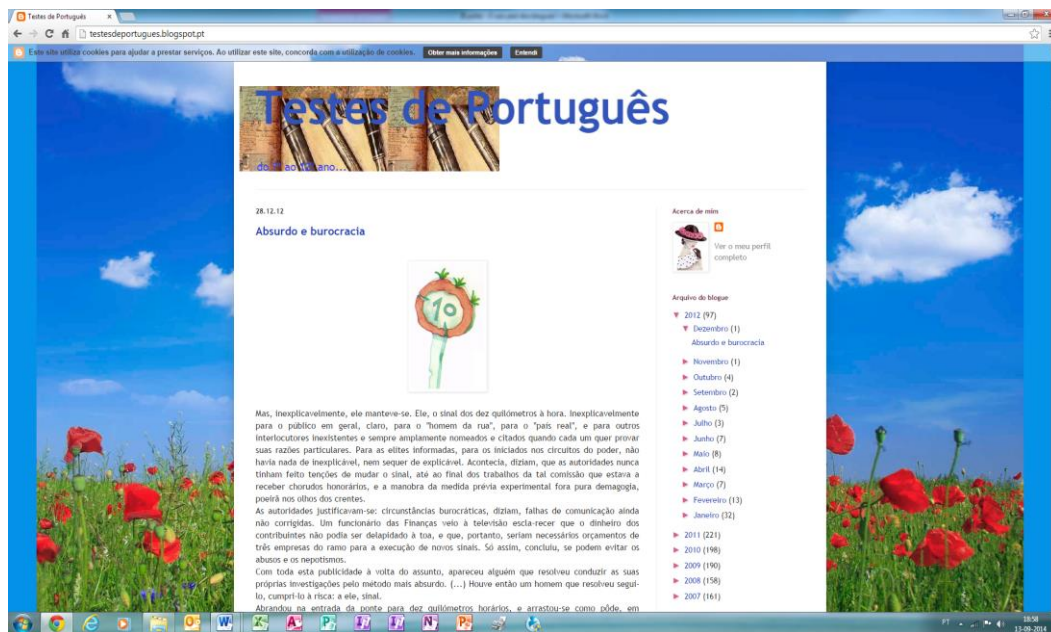 Testes de Português
testesdeportugues.blogspot.pt
Este site utiliza cookies para ajudar a prestar serviços. Ao utilizar este site, concorda com a utilização de cookies. Obter mais informações Entendi
Testes de Português
do ao ano...
28.12.12
Absurdo e burocracia
10
Mas, inexplicavelmente, ele manteve-se. Ele, o sinal dos dez quilómetros à hora. Inexplicavelmente
para o público em geral, claro, para o "homem da rua", para o "país real", e para outros
interlocutores inexistentes e sempre amplamente nomeados e citados quando cada um quer provar
suas razões particulares. Para as elites informadas, para os iniciados nos circuitos do poder, não
havia nada de inexplicável, nem sequer de explicável. Acontecia, diziam, que as autoridades nunca
tinham feito tenções de mudar o sinal, até ao final dos trabalhos da tal comissão que estava a
receber chorudos honorários, e a manobra da medida prévia experimental fora pura demagogia,
poeirà nos olhos dos crentes.
As autoridades justificavam-se: circunstâncias burocráticas, diziam, falhas de comunicação ainda
não corrigidas. Um funcionário das Finanças veio à televisão escla-recer que o dinheiro dos
contribuintes não podia ser delapidado à toa, e que, portanto, seriam necessários orçamentos de
três empresas do ramo para a execução de novos sinais. Só assim, concluiu, se podem evitar os
abusos e os nepotismos.
Com toda esta publicidade à volta do assunto, apareceu alguém que resolveu conduzir as suas
próprias investigações pelo método mais absurdo. (...) Houve então um homem que resolveu segui-
lo, cumpri-lo à risca: a ele, sinal.
Abrandou na entrada da ponte para dez quilómetros horários, e arrastou-se como pôde, em
Acerca de mim
Ver o meu perfil
completo
Arquivo do blogue
▼ 2012 (97)
▼ Dezembro (1)
Absurdo e burocracia
► Novembro (1)
► Outubro (4)
► Setembro (2)
► Agosto (5)
► Julho (3)
► Junho (7)
► Maio (8)
► Abril (14)
► Março (7)
► Fevereiro (13)
► Janeiro (32)
► 2011 (221)
► 2010 (198)
► 2009 (190)
► 2008 (158)
► 2007 (161)
PT
18:58
13-09-2014